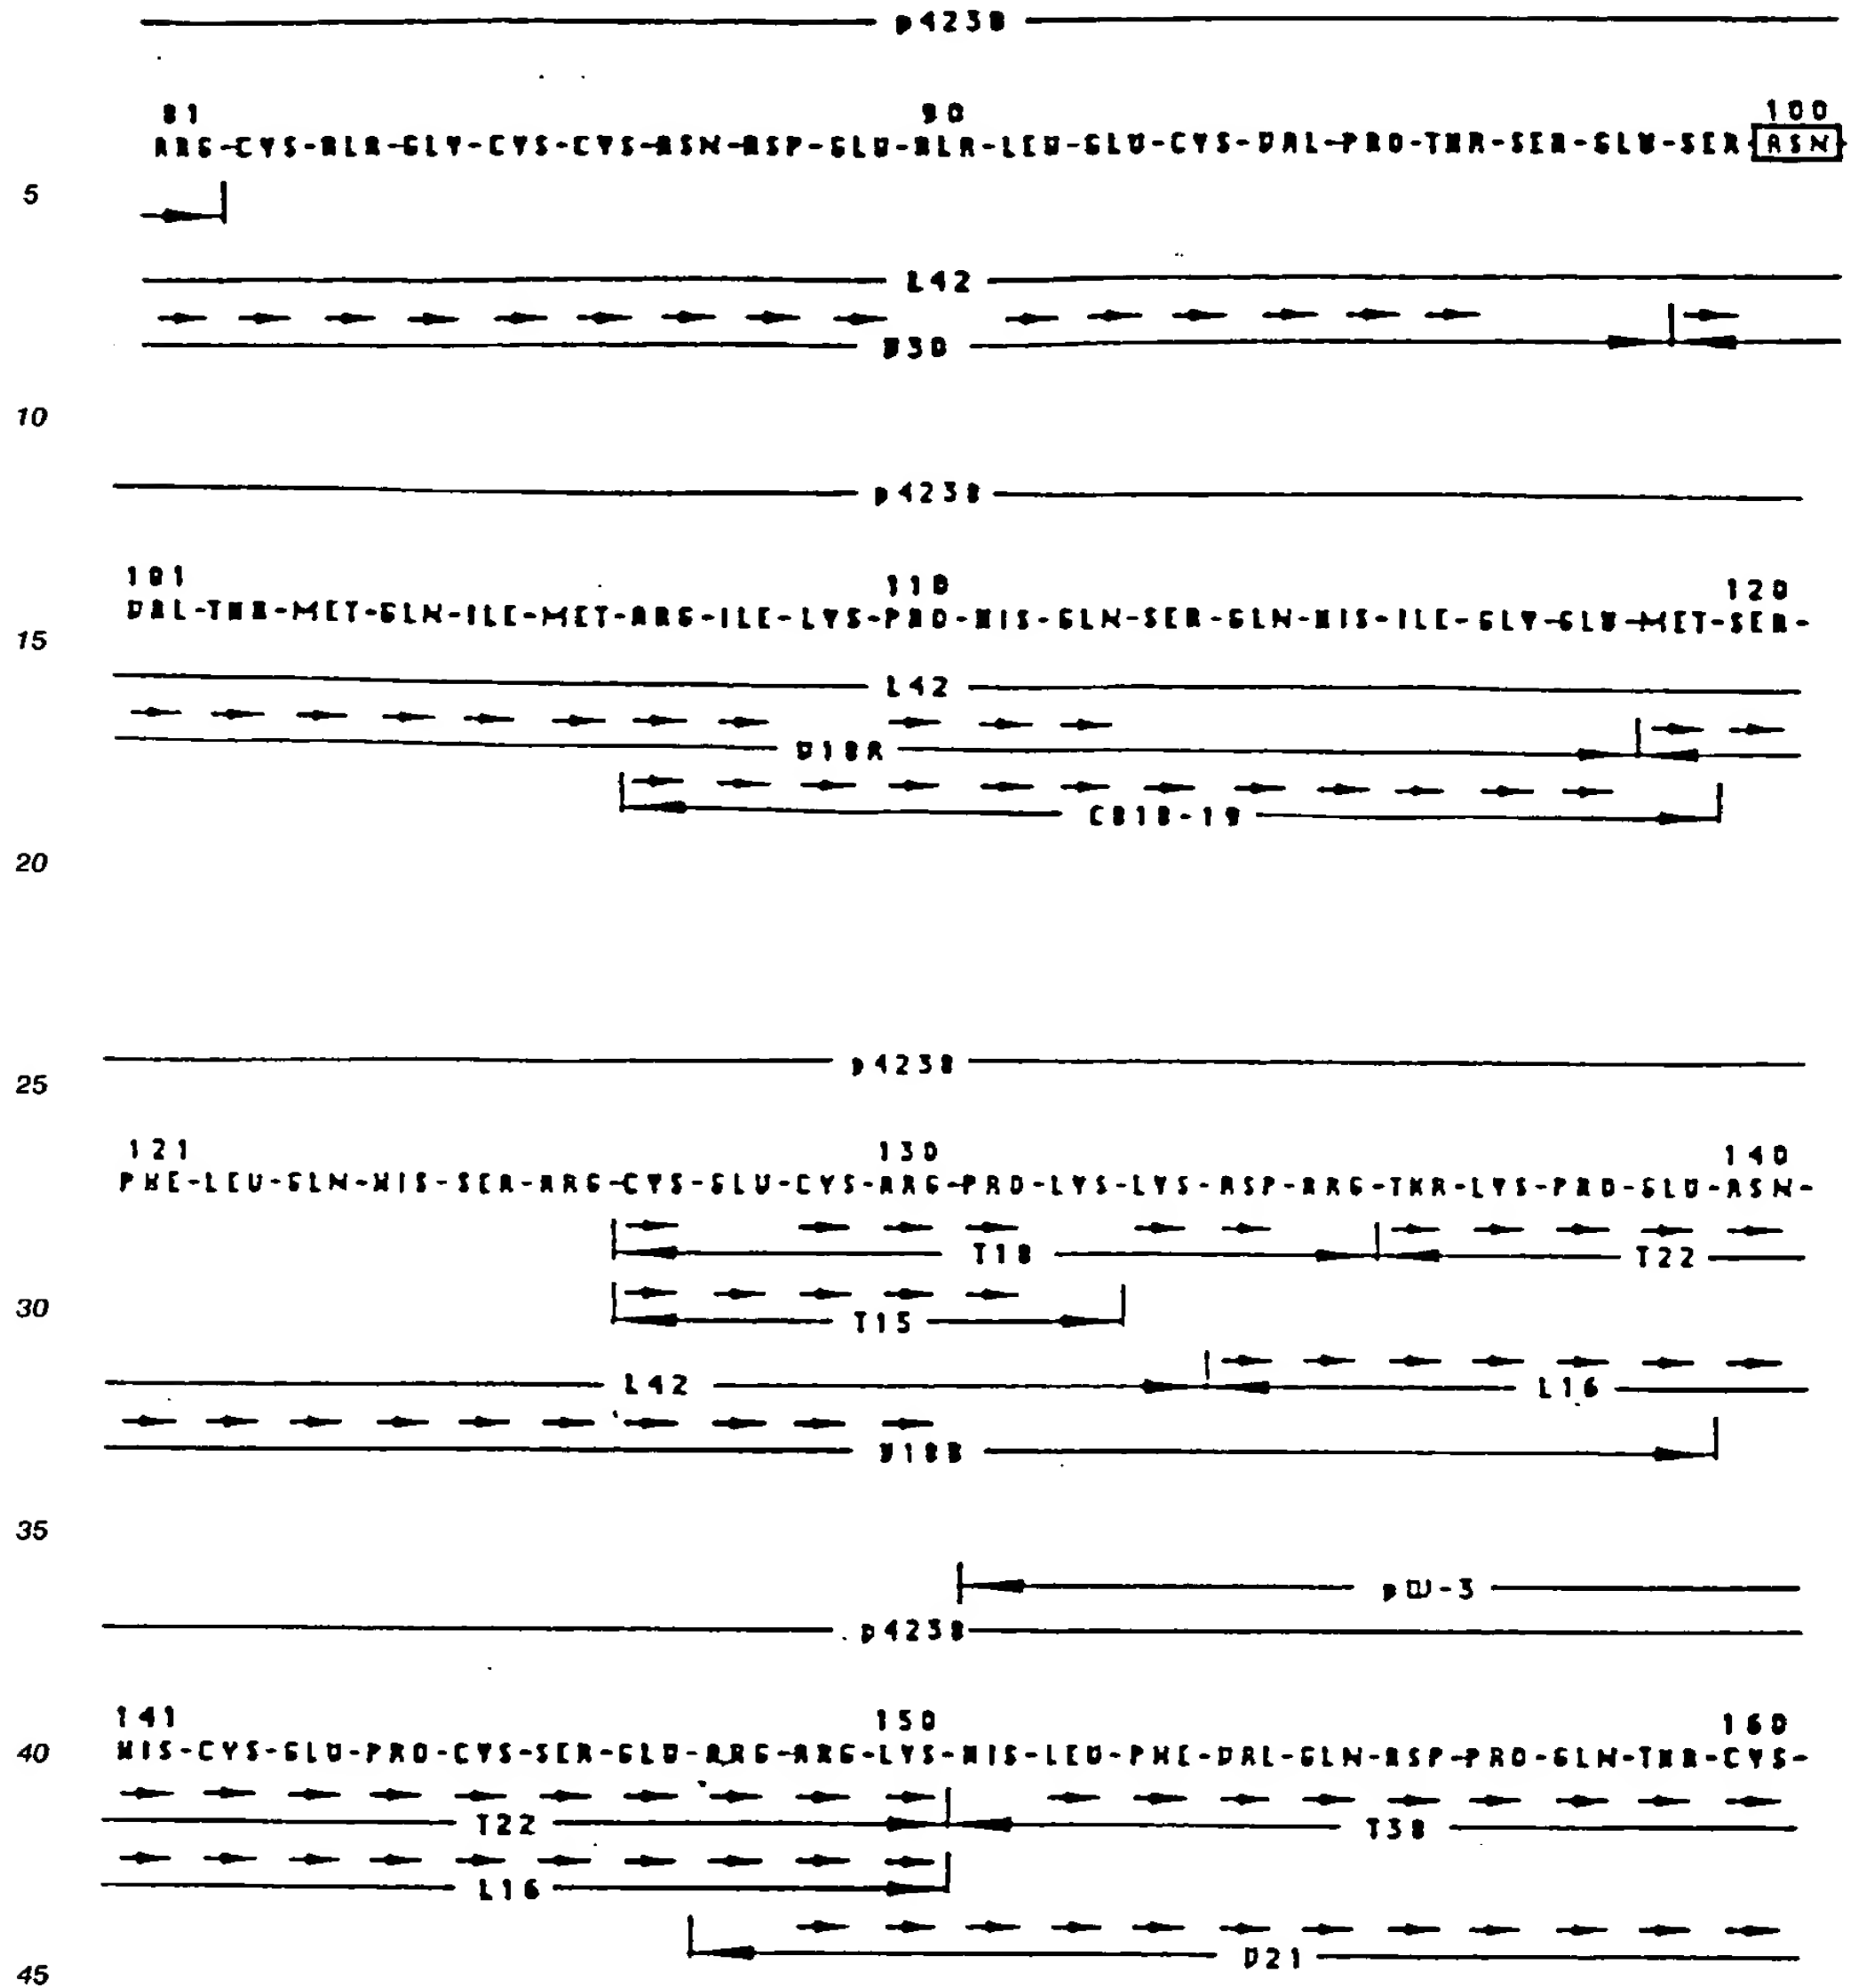 p4238
81 90 100
ARG-CYS-ALA-GLY-CYS-CYS-ASN-ASP-GLU-ALA-LEU-GLU-CYS-VAL-PRO-THR-SER-GLU-SER-ASN
5
L42
V30
10
p4238
101 110 120
VAL-THR-MET-GLN-ILE-MET-ARG-ILE-LYS-PRO-HIS-GLN-SER-GLN-HIS-ILE-GLY-GLU-MET-SER-
15
L42
V18A
CB18-19
20
p4238
25
121 130 140
PHE-LEU-GLN-HIS-SER-ARG-CYS-GLU-CYS-ARG-PRO-LYS-LYS-ASP-ARG-THR-LYS-PRO-GLU-ASN-
T18 T22
30
T15
L42 L16
V18B
35
pW-3
p4238
141 150 160
40
HIS-CYS-GLU-PRO-CYS-SER-GLU-ARG-ARG-LYS-HIS-LEU-PHE-VAL-GLN-ASP-PRO-GLN-THR-CYS-
T22 T38
L16
V21
45